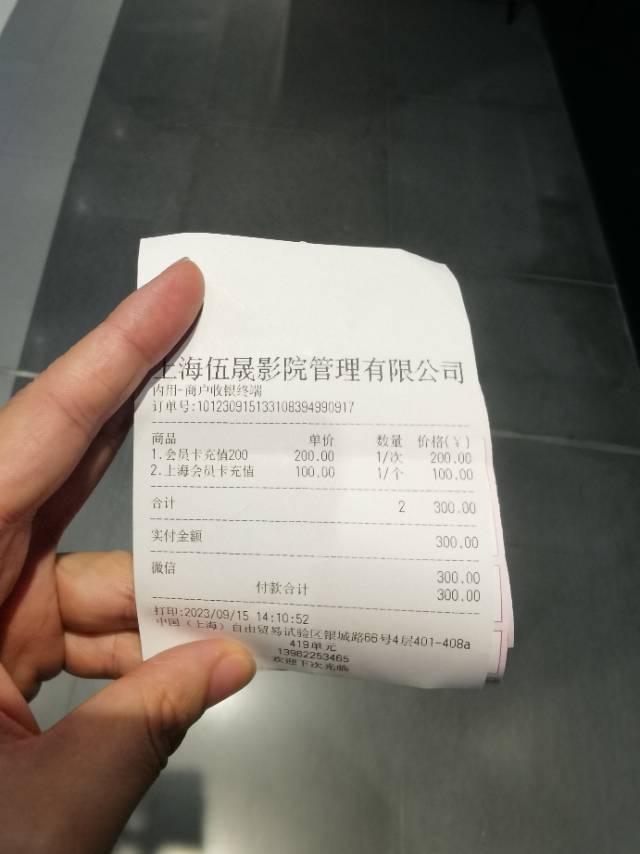 上海伍晟影院管理有限公司
内用-商户收银终端
订单号:101230915133108394990917
商品 单价 数量 价格(¥)
1.会员卡充值200 200.00 1/次 200.00
2.上海会员卡充值 100.00 1/个 100.00
合计 2 300.00
实付金额 300.00
微信 300.00
付款合计 300.00
打印:2023/09/15 14:10:52
中国(上海)自由贸易试验区银城路66号4层401-408a
419单元
13962253465
欢迎下次光临